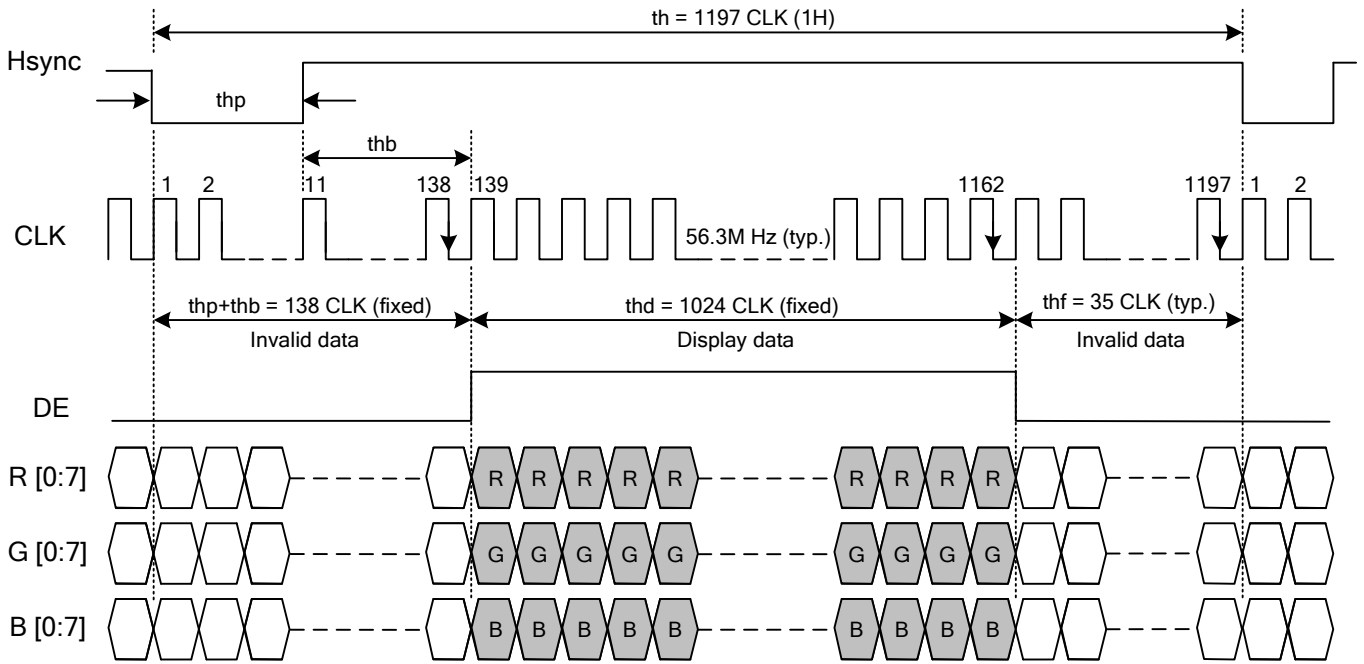 th = 1197 CLK (1H)
Hsync
thp
thb
1 2 11 138 139 1162 1197 1 2
CLK
56.3M Hz (typ.)
thp+thb = 138 CLK (fixed) thd = 1024 CLK (fixed) thf = 35 CLK (typ.)
Invalid data Display data Invalid data
DE
R [0:7] R R R R R R R R R
G [0:7] G G G G G G G G G
B [0:7] B B B B B B B B B